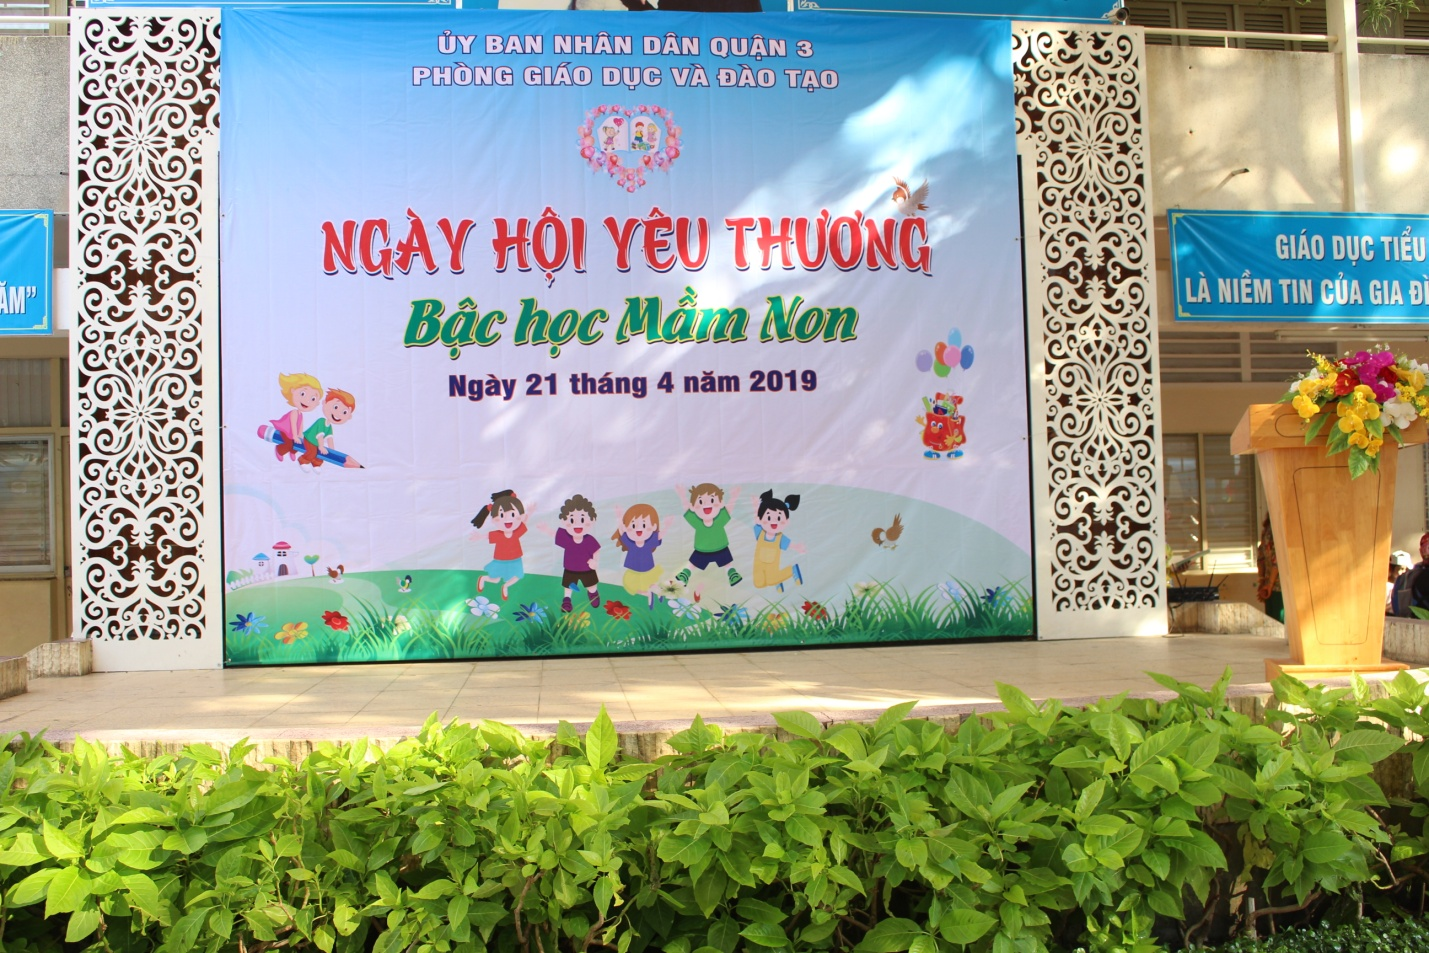 ỦY BAN NHÂN DÂN QUẬN 3
PHÒNG GIÁO DỤC VÀ ĐÀO TẠO
NGÀY HỘI YÊU THƯƠNG
Bậc học Mầm Non
Ngày 21 tháng 4 năm 2019
ĂM”
GIÁO DỤC TIỂU
LÀ NIỀM TIN CỦA GIA